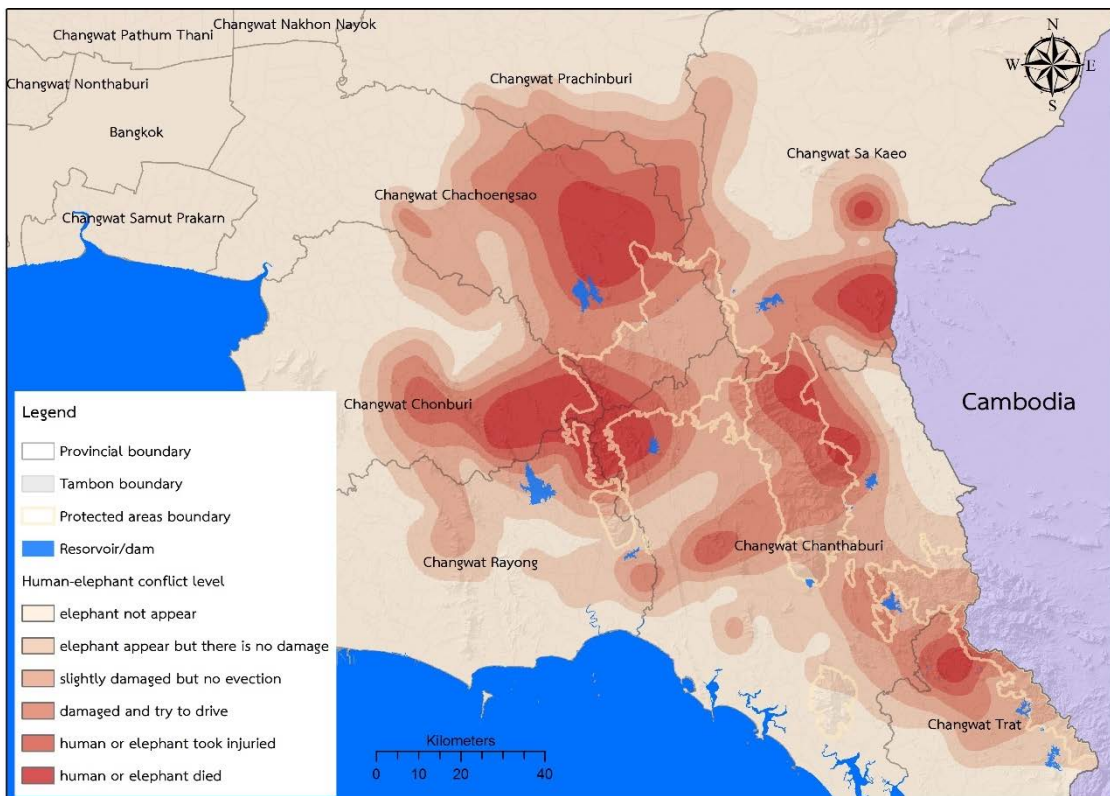 Changwat Nakhon Nayok
Changwat Pathum Thani
N
W
E
S
Changwat Nonthaburi
Changwat Prachinburi
Bangkok
Changwat Sa Kaeo
Changwat Chachoengsao
Changwat Samut Prakarn
Cambodia
Changwat Chonburi
Legend
Provincial boundary
Tambon boundary
Protected areas boundary
Reservoir/dam
Human-elephant conflict level
elephant not appear
elephant appear but there is no damage
slightly damaged but no evection
damaged and try to drive
human or elephant took injuried
human or elephant died
Changwat Chanthaburi
Changwat Rayong
Changwat Trat
Kilometers
0 5 10 20 30 40